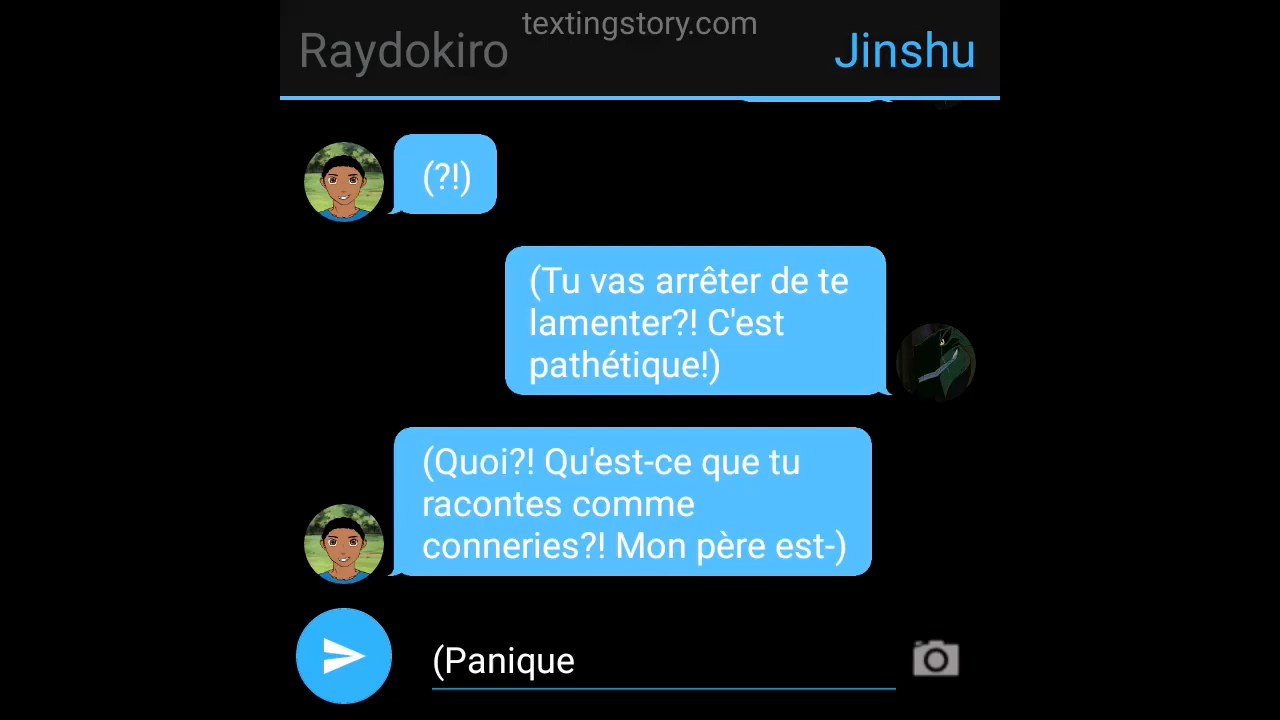 textingstory.com
Raydokiro
Jinshu
(?!)
(Tu vas arrêter de te
lamenter?! C'est
pathétique!)
(Quoi?! Qu'est-ce que tu
racontes comme
conneries?! Mon père est-)
(Panique